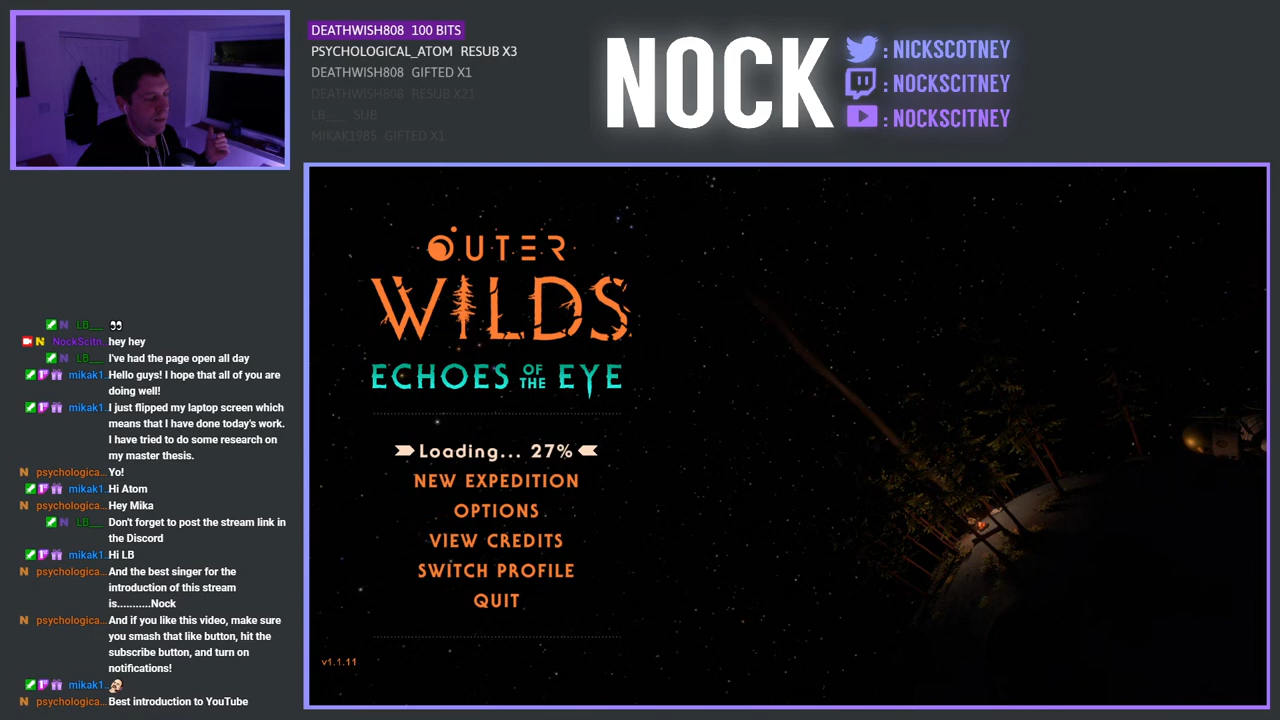 DEATHWISH808 100 BITS
PSYCHOLOGICAL_ATOM RESUB X3
DEATHWISH808 GIFTED X1
DEATHWISH808 RESUB X21
LB___ SUB
MIKAK1985 GIFTED X1
NOCK
: NICKSCOTNEY
: NOCKSCITNEY
: NOCKSCITNEY
LB__
NockScitn.. hey hey
LB__ I've had the page open all day
mikak1.. Hello guys! I hope that all of you are
doing well!
mikak1.. I just flipped my laptop screen which
means that I have done today's work.
I have tried to do some research on
my master thesis.
psychologica... Yo!
mikak1.. Hi Atom
psychologica... Hey Mika
LB__ Don't forget to post the stream link in
the Discord
mikak1.. Hi LB
psychologica... And the best singer for the
introduction of this stream
is...........Nock
psychologica... And if you like this video, make sure
you smash that like button, hit the
subscribe button, and turn on
notifications!
mikak1..
psychologica... Best introduction to YouTube
OUTER
WILDS
ECHOES OF THE EYE
Loading... 27%
NEW EXPEDITION
OPTIONS
VIEW CREDITS
SWITCH PROFILE
QUIT
v1.1.11